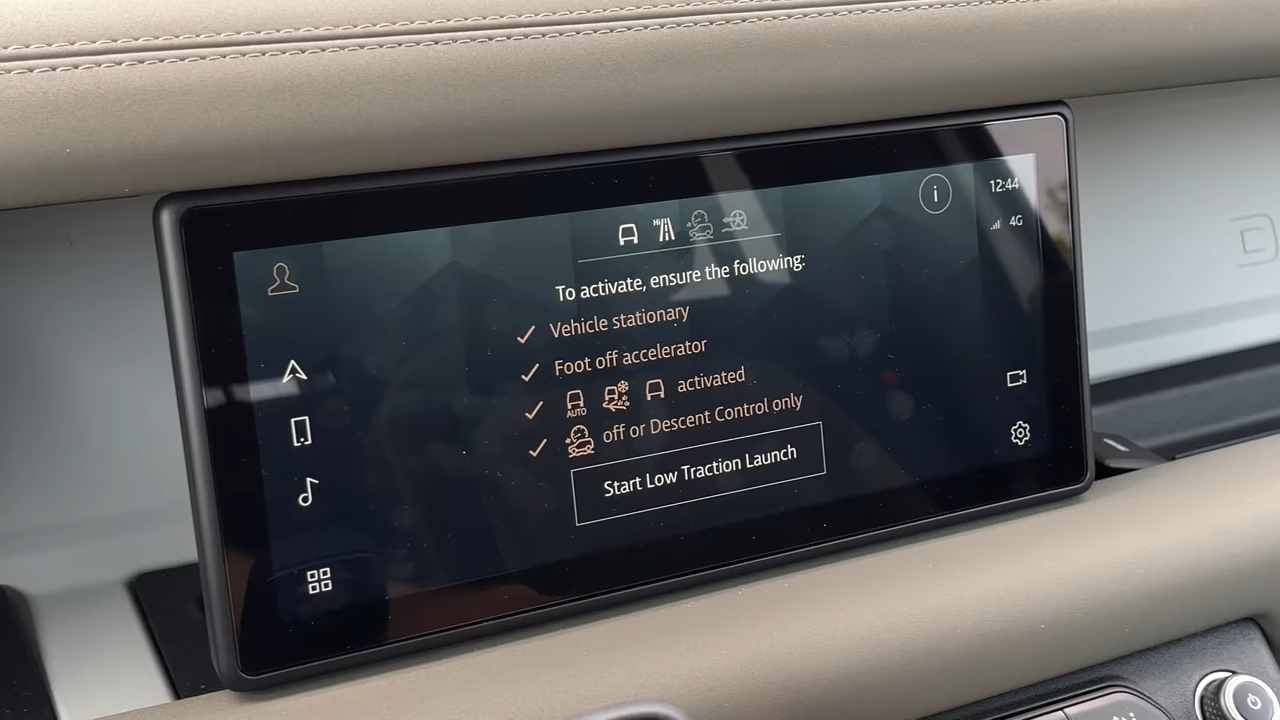 12:44
4G
Hi
i
To activate, ensure the following:
Vehicle stationary
Foot off accelerator
AUTO activated
off or Descent Control only
Start Low Traction Launch